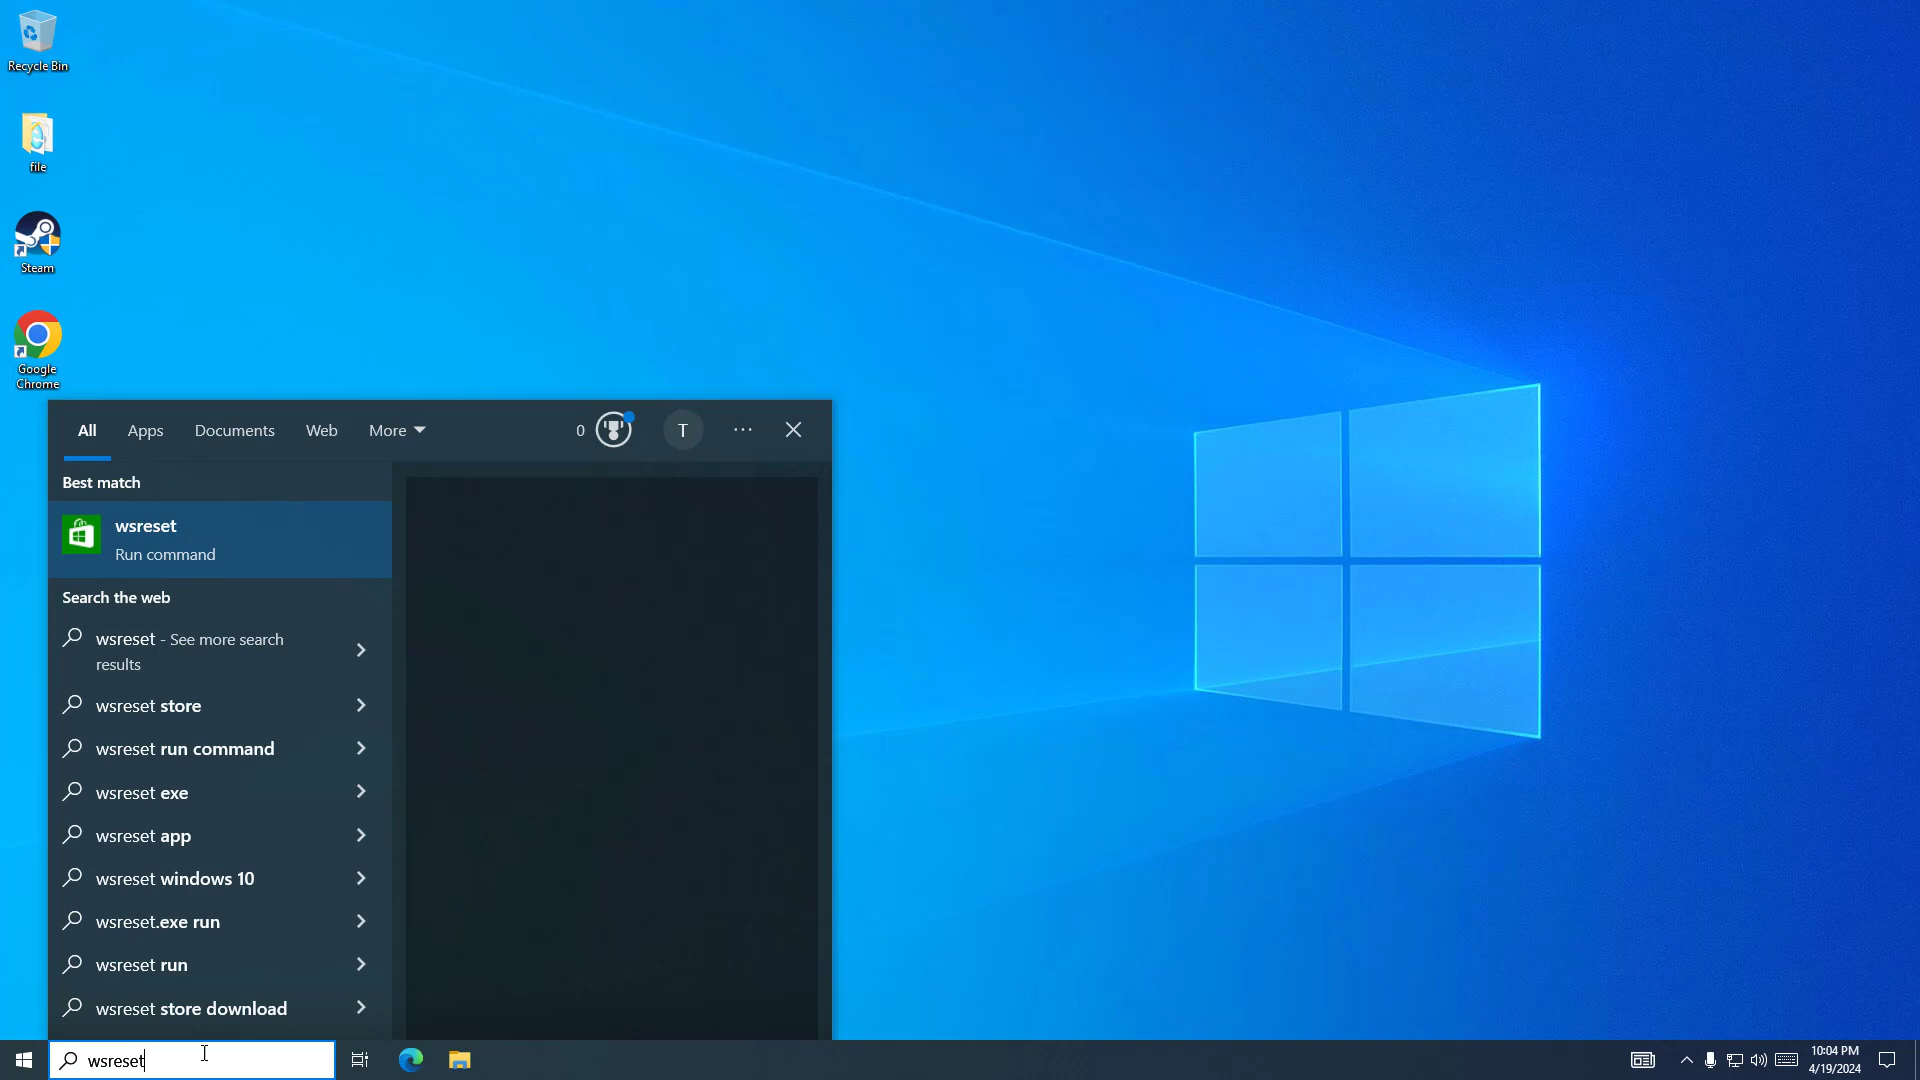 Recycle Bin
file
Steam
Google
Chrome
All Apps Documents Web More 0 T ...
Best match
wsreset
Run command
Search the web
wsreset - See more search
results
wsreset store
wsreset run command
wsreset exe
wsreset app
wsreset windows 10
wsreset.exe run
wsreset run
wsreset store download
wsreset
10:04 PM
4/19/2024